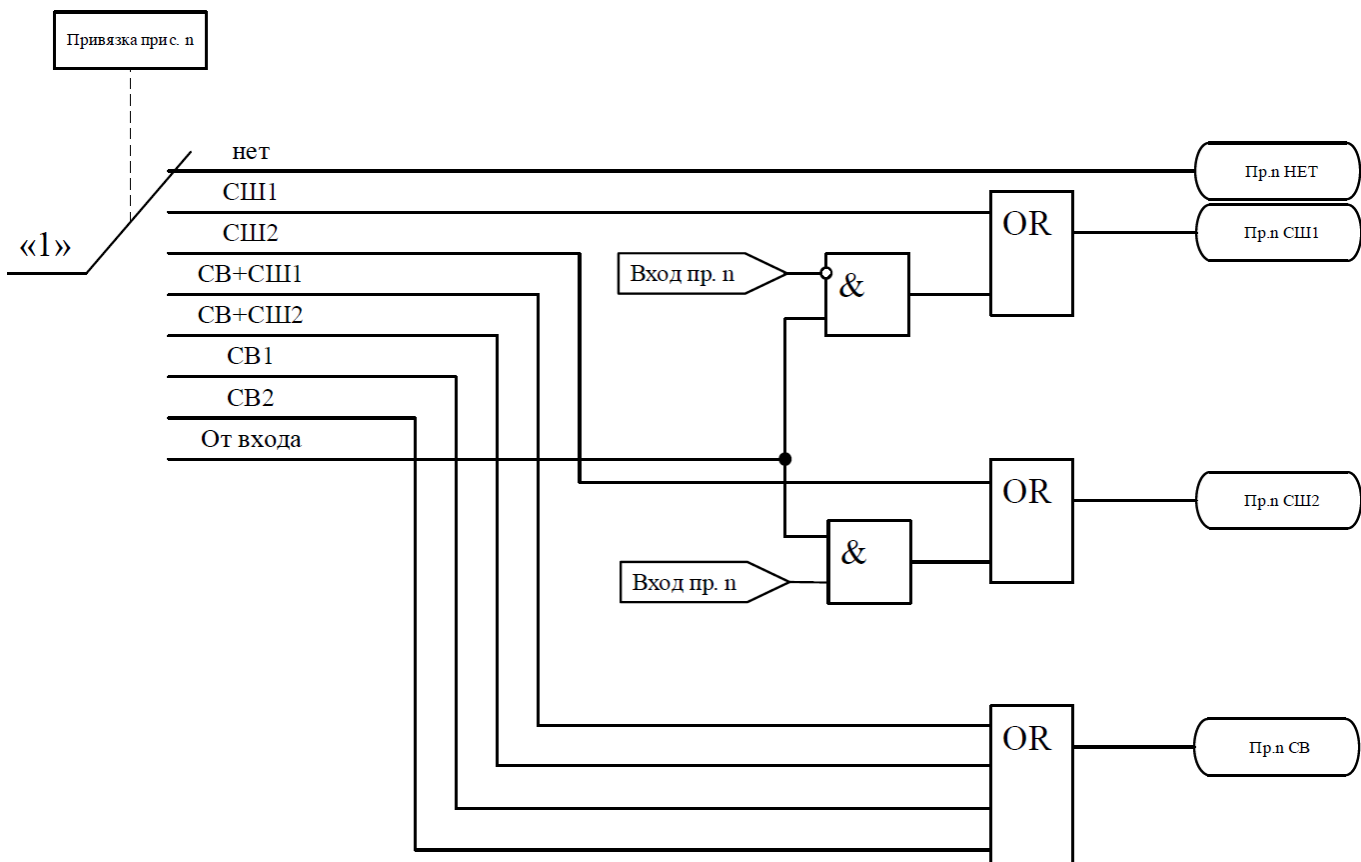 Привязка прис. n
нет
СШ1
СШ2
СВ+СШ1
СВ+СШ2
СВ1
СВ2
От входа
«1»
Вход пр. n
&
OR
Пр.n НЕТ
Пр.n СШ1
Вход пр. n
&
OR
Пр.n СШ2
OR
Пр.n СВ